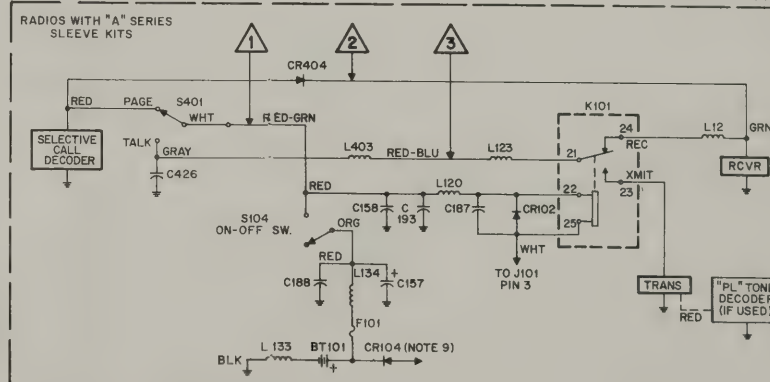 RADIOS WITH "A" SERIES
SLEEVE KITS
1
2
3
CR404
RED
PAGE
S401
WHT
RED-GRN
K101
24
REC
L12
GRN
SELECTIVE
CALL
DECODER
TALK
GRAY
C426
L403
RED-BLU
L123
21
XMIT
23
RCVR
RED
L120
22
C158
C
193
C187
CR102
25
S104
ON-OFF SW.
ORG
WHT
TO J101
PIN 3
RED
L134
C188
C157
+
F101
TRANS
RED
"PL" TONE
DECODER
(IF USED)
BLK
L 133
BT101
+
CR104 (NOTE 9)